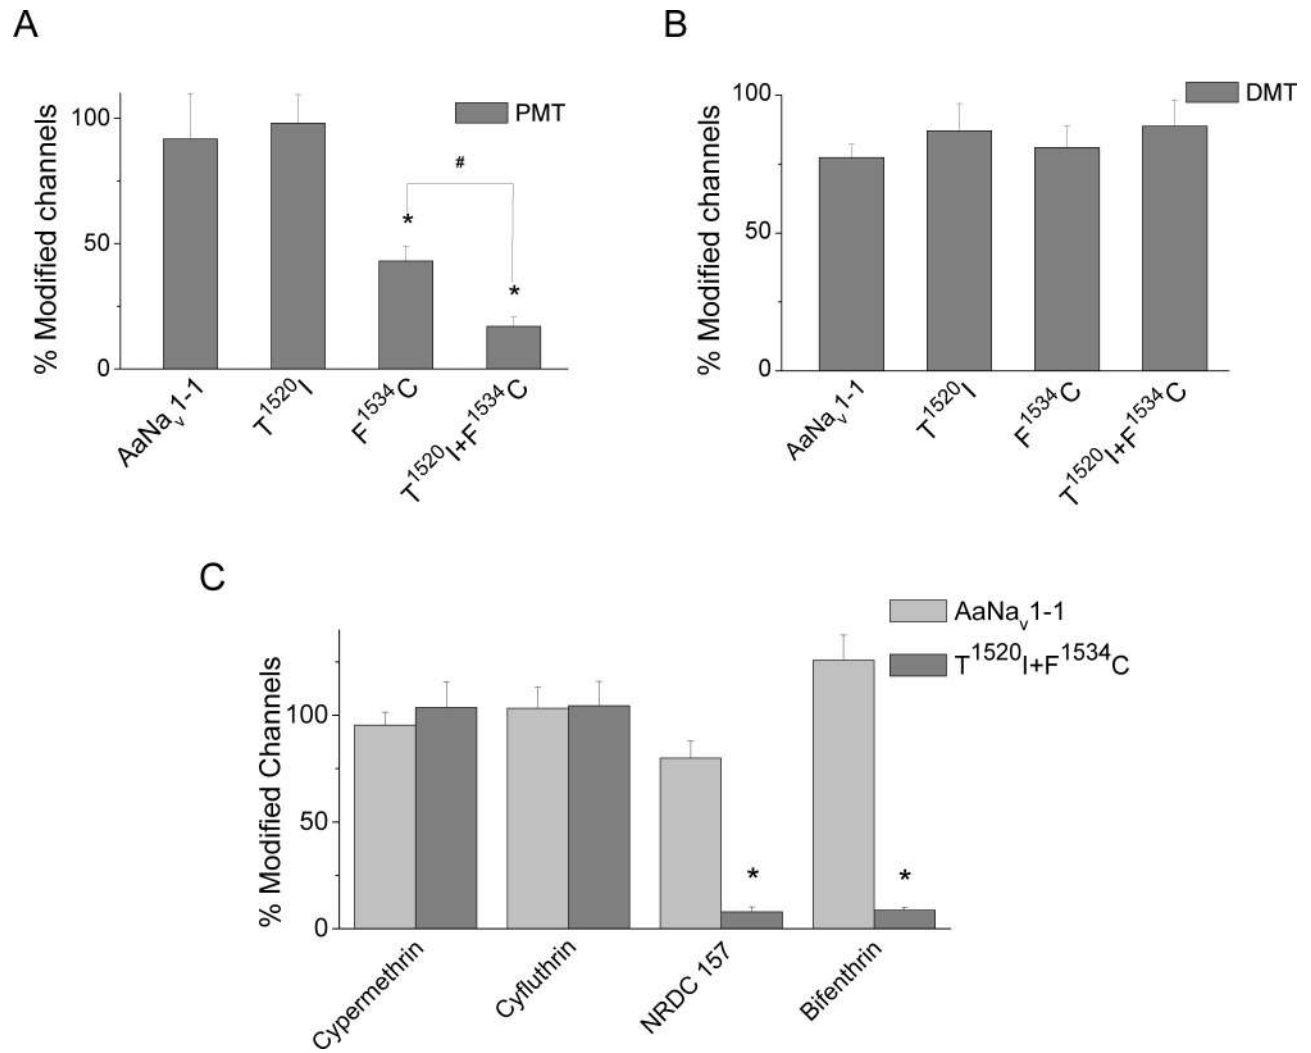 A
% Modified channels
100
50
0
PMT
#
*
*
AaNaᵥ1-1
T¹⁵²⁰I
F¹⁵³⁴C
T¹⁵²⁰I+F¹⁵³⁴C
B
% Modified channels
100
50
0
DMT
AaNaᵥ1-1
T¹⁵²⁰I
F¹⁵³⁴C
T¹⁵²⁰I+F¹⁵³⁴C
C
% Modified Channels
100
50
0
AaNaᵥ1-1
T¹⁵²⁰I+F¹⁵³⁴C
*
*
Cypermethrin
Cyfluthrin
NRDC 157
Bifenthrin